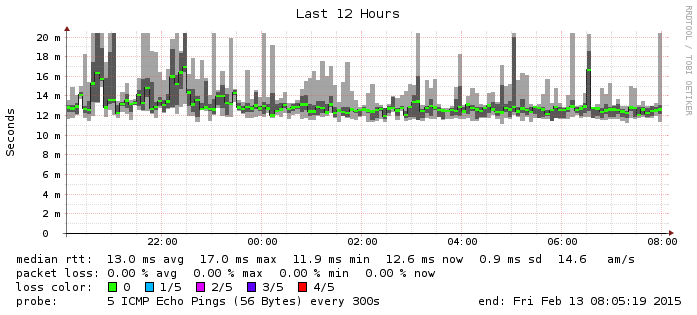 Last 12 Hours
RRDTOOL / TOBI OETIKER
Seconds
20 m
18 m
16 m
14 m
12 m
10 m
8 m
6 m
4 m
2 m
0
22:00 00:00 02:00 04:00 06:00 08:00
median rtt: 13.0 ms avg 17.0 ms max 11.9 ms min 12.6 ms now 0.9 ms sd 14.6 am/s
packet loss: 0.00 % avg 0.00 % max 0.00 % min 0.00 % now
loss color: 0 1/5 2/5 3/5 4/5
probe: 5 ICMP Echo Pings (56 Bytes) every 300s end: Fri Feb 13 08:05:19 2015